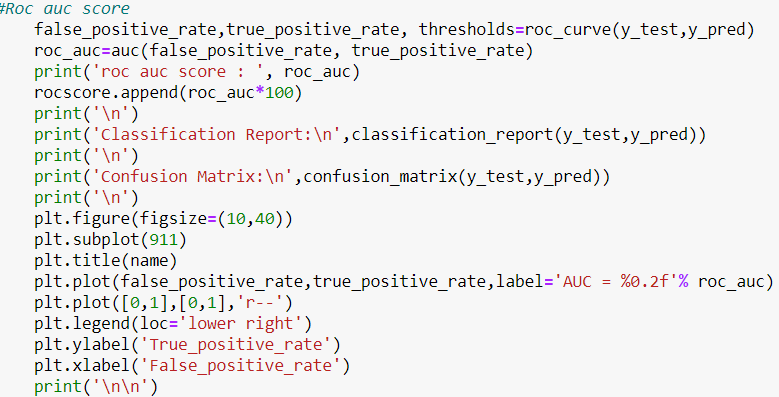 #Roc auc score
false_positive_rate,true_positive_rate, thresholds=roc_curve(y_test,y_pred)
roc_auc=auc(false_positive_rate, true_positive_rate)
print('roc auc score : ', roc_auc)
rocscore.append(roc_auc*100)
print('\n')
print('Classification Report:\n',classification_report(y_test,y_pred))
print('\n')
print('Confusion Matrix:\n',confusion_matrix(y_test,y_pred))
print('\n')
plt.figure(figsize=(10,40))
plt.subplot(911)
plt.title(name)
plt.plot(false_positive_rate,true_positive_rate,label='AUC = %0.2f'% roc_auc)
plt.plot([0,1],[0,1],'r--')
plt.legend(loc='lower right')
plt.ylabel('True_positive_rate')
plt.xlabel('False_positive_rate')
print('\n\n')